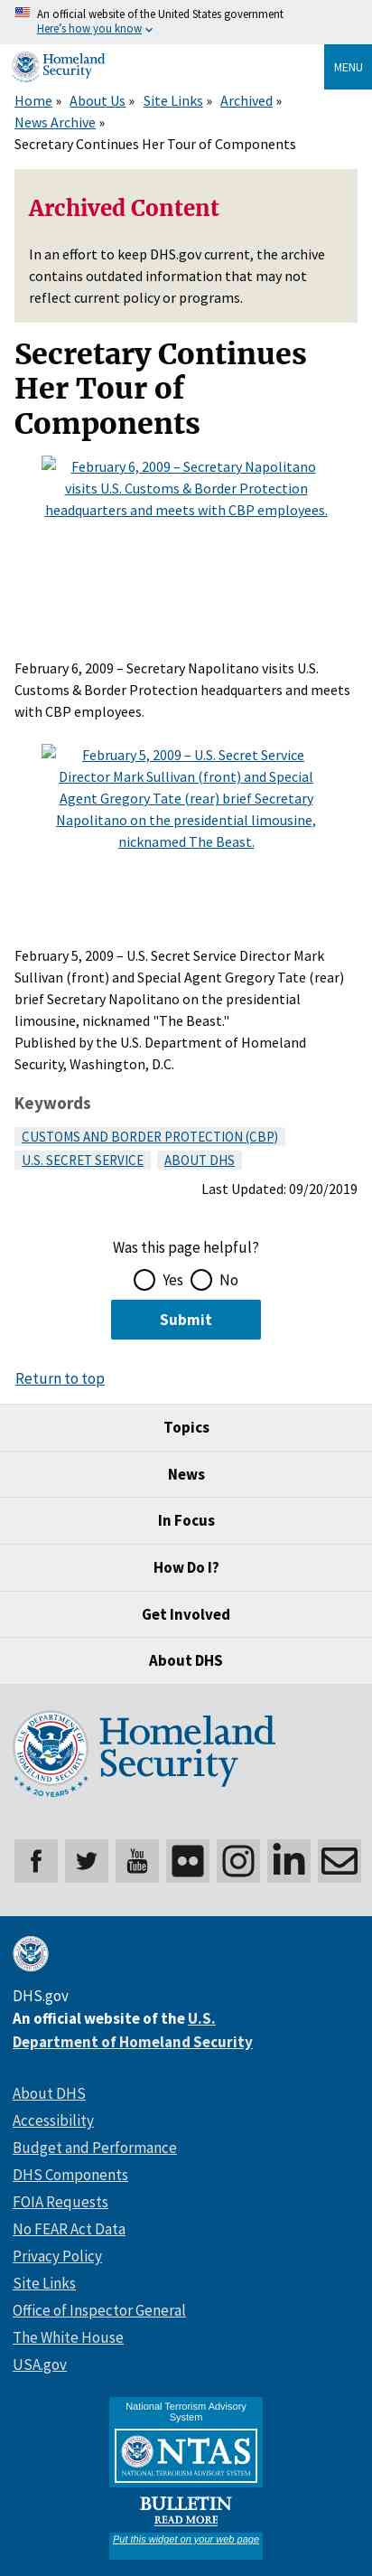 An official website of the United States government
Here's how you know
Homeland
Security
MENU
Home » About Us » Site Links » Archived »
News Archive »
Secretary Continues Her Tour of Components
Archived Content
In an effort to keep DHS.gov current, the archive
contains outdated information that may not
reflect current policy or programs.
Secretary Continues
Her Tour of
Components
February 6, 2009 – Secretary Napolitano
visits U.S. Customs & Border Protection
headquarters and meets with CBP employees.
February 6, 2009 – Secretary Napolitano visits U.S.
Customs & Border Protection headquarters and meets
with CBP employees.
February 5, 2009 – U.S. Secret Service
Director Mark Sullivan (front) and Special
Agent Gregory Tate (rear) brief Secretary
Napolitano on the presidential limousine,
nicknamed The Beast.
February 5, 2009 – U.S. Secret Service Director Mark
Sullivan (front) and Special Agent Gregory Tate (rear)
brief Secretary Napolitano on the presidential
limousine, nicknamed "The Beast."
Published by the U.S. Department of Homeland
Security, Washington, D.C.
Keywords
CUSTOMS AND BORDER PROTECTION (CBP)
U.S. SECRET SERVICE ABOUT DHS
Last Updated: 09/20/2019
Was this page helpful?
Yes No
Submit
Return to top
Topics
News
In Focus
How Do I?
Get Involved
About DHS
U.S. DEPARTMENT OF HOMELAND SECURITY
20 YEARS
Homeland
Security
You
Tube
DHS.gov
An official website of the U.S.
Department of Homeland Security
About DHS
Accessibility
Budget and Performance
DHS Components
FOIA Requests
No FEAR Act Data
Privacy Policy
Site Links
Office of Inspector General
The White House
USA.gov
National Terrorism Advisory
System
NTAS
NATIONAL TERRORISM ADVISORY SYSTEM
BULLETIN
READ MORE
Put this widget on your web page